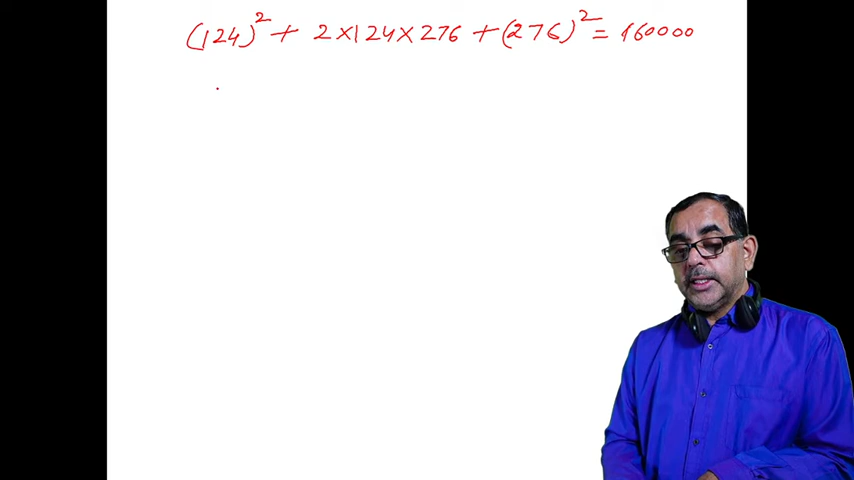 (124)² + 2×124×276 + (276)² = 160000